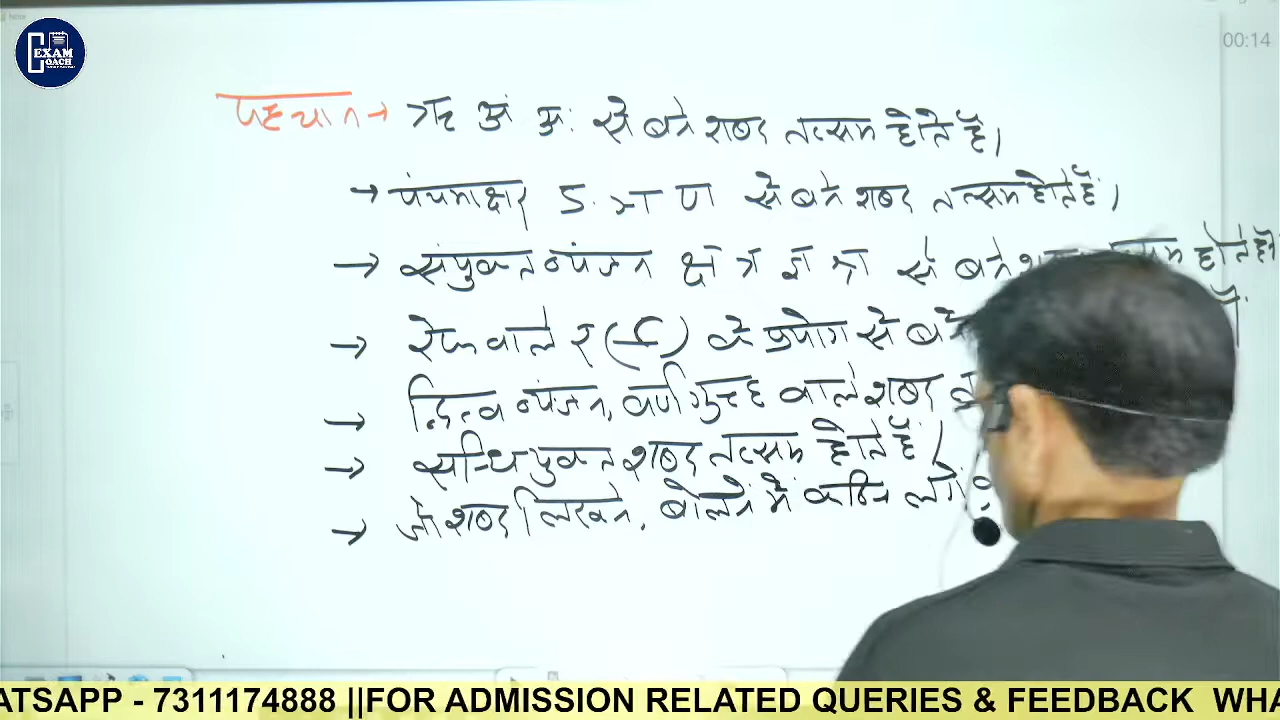 EXAM COACH
00:14
पहचान → ऋ अं अः से बने शब्द तत्सम होते हैं।
→ पंचमाक्षर ङ ञ ण से बने शब्द तत्सम होते हैं।
→ संयुक्त व्यंजन क्ष त्र ज्ञ श्र से बने तत्सम होते हैं
→ रेफ वाले र ( र्) के प्रयोग से बने
→ द्वित्व व्यंजन, वर्ण गुच्छ वाले शब्द
→ सन्धि युक्त शब्द तत्सम होते हैं।
→ जो शब्द लिखने, बोलने में कठिन लगे
ATSAPP - 7311174888 ||FOR ADMISSION RELATED QUERIES & FEEDBACK WHA